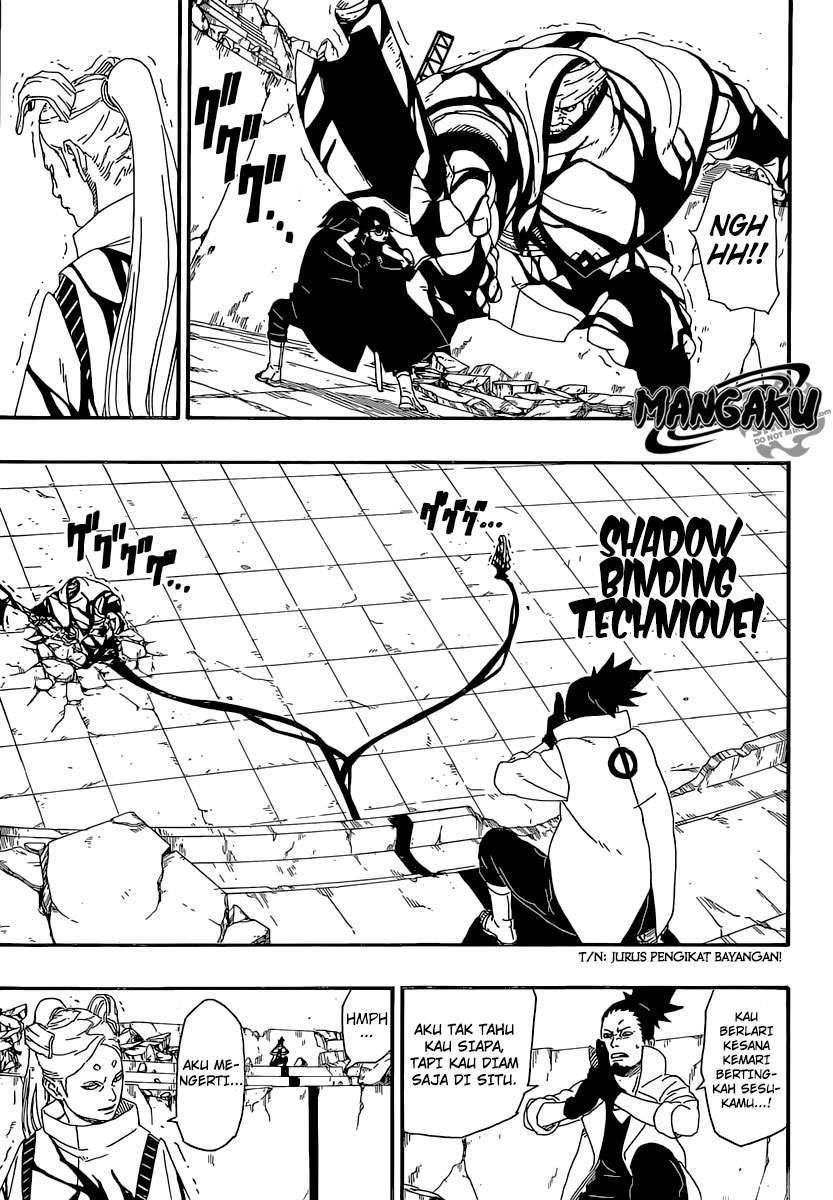 グググ…
NGH
HH!!
MANGAKU
グググ…
グググ…
SHADOW
BINDING
TECHNIQUE!
T/N: JURUS PENGIKAT BAYANGAN!
KAU
BERLARI
KESANA
KEMARI
BERTING-
KAH SESU-
KAMU...!
AKU TAK TAHU
KAU SIAPA,
TAPI KAU DIAM
SAJA DI SITU.
HMPH
...
AKU ME-
NGERTI...